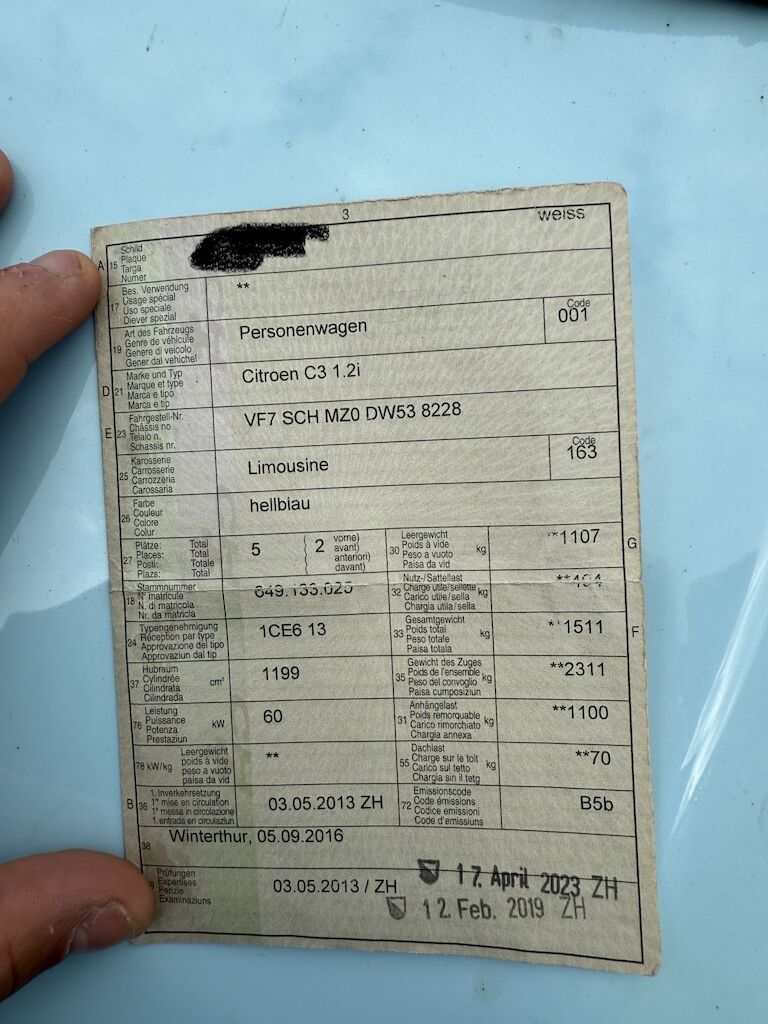 3 weiss
A 15 Schild
Plaque
Targa
Numer
17 Bes. Verwendung **
Usage spécial
Uso speciale
Diever spezial
19 Art des Fahrzeugs Personenwagen Code
Genre de véhicule 001
Genere di veicolo
Gener dal vehichel
D 21 Marke und Typ Citroen C3 1.2i
Marque et type
Marca e tipo
Marca e tip
E 23 Fahrgestell-Nr. VF7 SCH MZ0 DW53 8228
Châssis no
Telaio n.
Schassis nr.
25 Karosserie Limousine Code
Carrosserie 163
Carrozzeria
Carossaria
26 Farbe hellblau
Couleur
Colore
Colur
27 Plätze: Total 5 2 vorne) 30 Leergewicht kg **1107 G
Places: Total avant) Poids à vide
Posti: Totale anteriori) Peso a vuoto
Plazs: Total davant) Paisa da vid
18 Stammnummer 32 Nutz-/Sattellast kg
N° matricule Charge utile/sellette
N. di matricola Carico utile/sella
Nr. da matricla Chargia utila/sella
24 Typengenehmigung 1CE6 13 33 Gesamtgewicht kg **1511 F
Réception par type Poids total
Approvazione del tipo Peso totale
Approvaziun dal tip Paisa totala
37 Hubraum cm³ 1199 35 Gewicht des Zuges kg **2311
Cylindrée Poids de l'ensemble
Cilindrata Peso del convoglio
Cilindrada Paisa cumposiziun
76 Leistung kW 60 31 Anhängelast kg **1100
Puissance Poids remorquable
Potenza Carico rimorchiato
Prestaziun Chargia annexa
78 kW/kg Leergewicht ** 55 Dachlast kg **70
poids à vide Charge sur le toit
peso a vuoto Carico sul tetto
paisa da vid Chargia sin il tetg
B 36 1. Inverkehrsetzung 03.05.2013 ZH 72 Emissionscode B5b
1re mise en circulation Code émissions
1a messa in circolazione Codice emissioni
1. entrada en circulaziun Code d'emissiuns
38 Winterthur, 05.09.2016
Prüfungen 03.05.2013 / ZH 17. April 2023 ZH
Expertises 12. Feb. 2019 ZH
Perizie
Examinaziuns